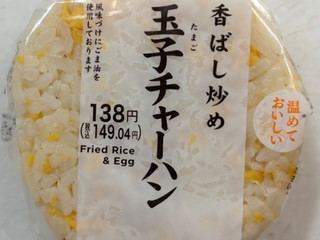 香ばし炒め
玉子チャーハン
たまご
風味づけにごま油を
使用しております
138円
(税込149.04円)
Fried Rice
& Egg
温めて
おいしい